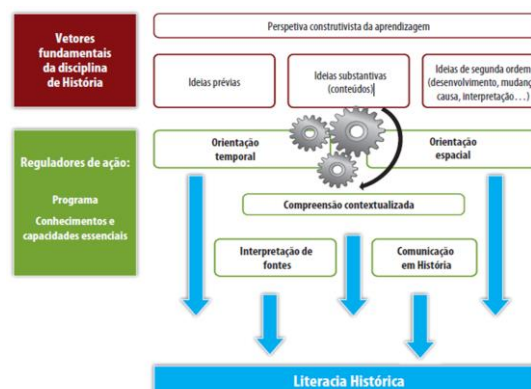 Vetores
fundamentais
da disciplina
de História
Perspetiva construtivista da aprendizagem
Ideias prévias
Ideias substantivas
(conteúdos)
Ideias de segunda ordem
(desenvolvimento, mudança
causa, interpretação…)
Reguladores de ação:
Programa
Conhecimentos e
capacidades essenciais
Orientação
temporal
Orientação
espacial
Compreensão contextualizada
Interpretação de
fontes
Comunicação
em História
Literacia Histórica